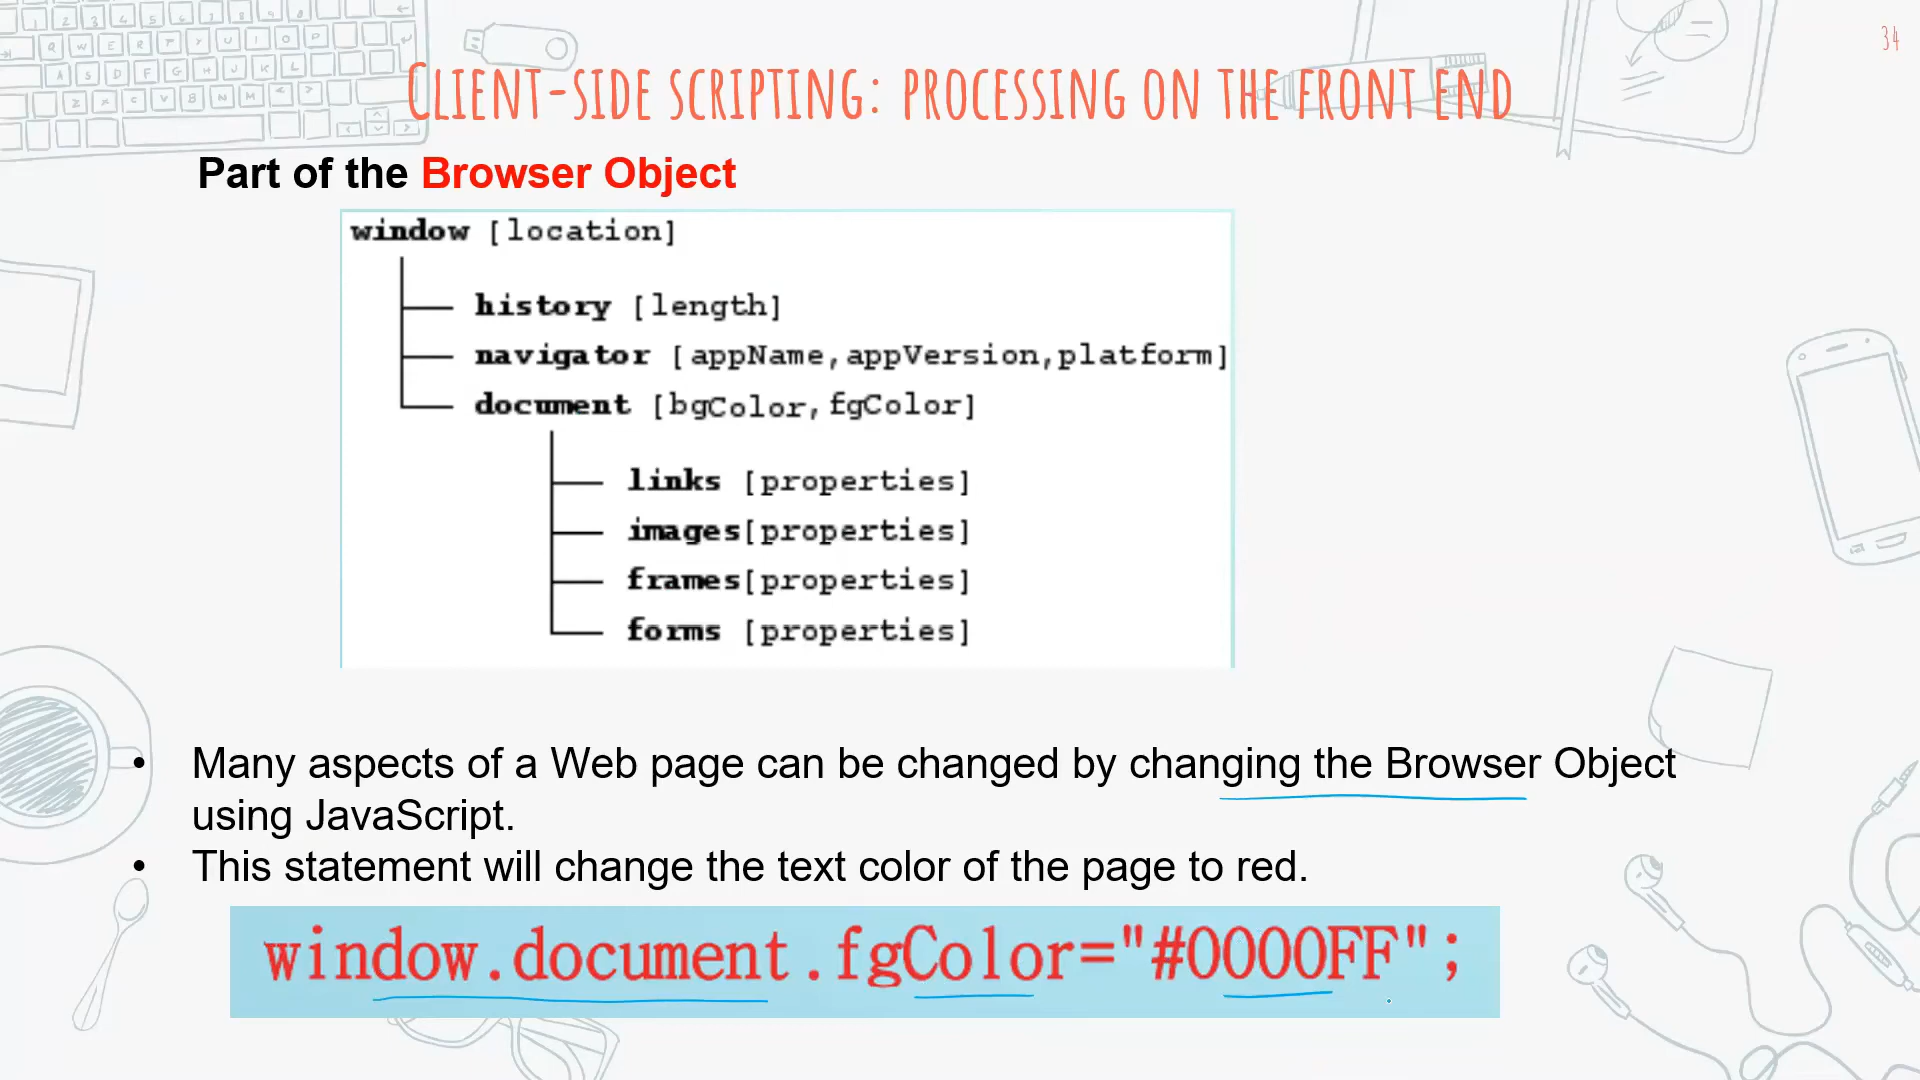 34
Client-side scripting: processing on the front end
Part of the Browser Object
window [location]
history [length]
navigator [appName,appVersion,platform]
document [bgColor,fgColor]
links [properties]
images[properties]
frames[properties]
forms [properties]
• Many aspects of a Web page can be changed by changing the Browser Object
using JavaScript.
• This statement will change the text color of the page to red.
window.document.fgColor="#0000FF";